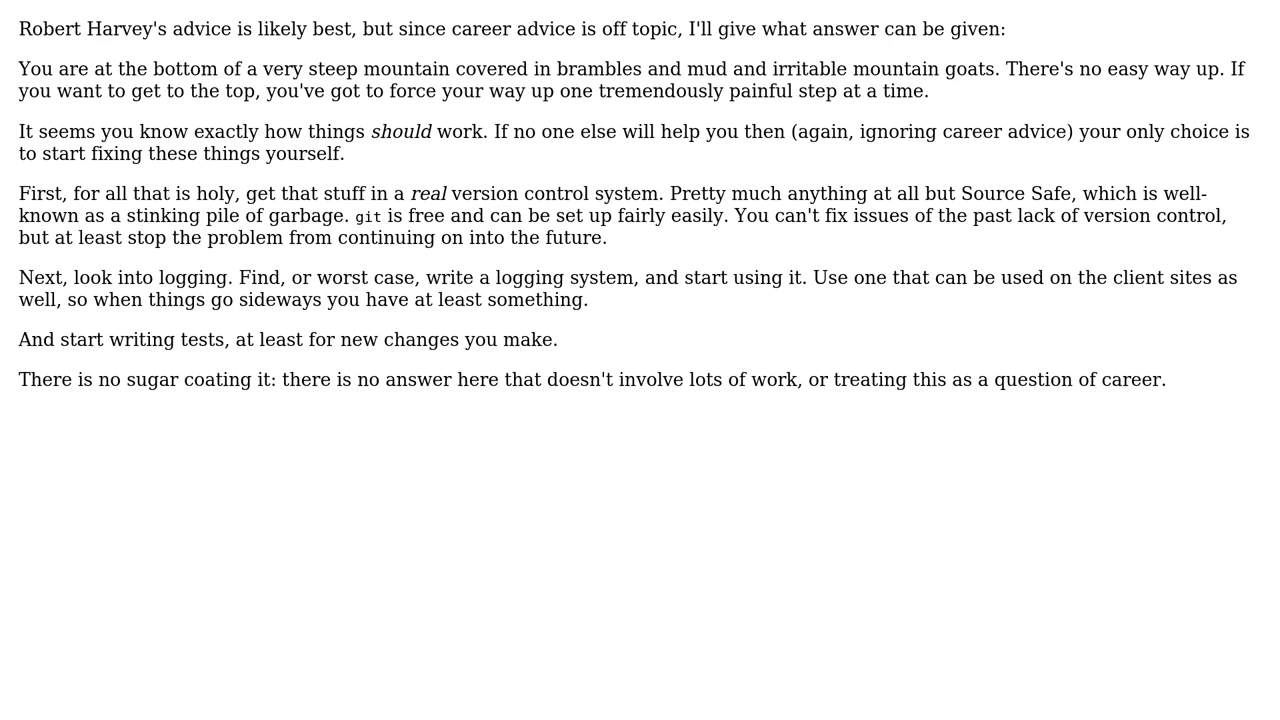 Robert Harvey's advice is likely best, but since career advice is off topic, I'll give what answer can be given:
You are at the bottom of a very steep mountain covered in brambles and mud and irritable mountain goats. There's no easy way up. If
you want to get to the top, you've got to force your way up one tremendously painful step at a time.
It seems you know exactly how things should work. If no one else will help you then (again, ignoring career advice) your only choice is
to start fixing these things yourself.
First, for all that is holy, get that stuff in a real version control system. Pretty much anything at all but Source Safe, which is well-
known as a stinking pile of garbage. git is free and can be set up fairly easily. You can't fix issues of the past lack of version control,
but at least stop the problem from continuing on into the future.
Next, look into logging. Find, or worst case, write a logging system, and start using it. Use one that can be used on the client sites as
well, so when things go sideways you have at least something.
And start writing tests, at least for new changes you make.
There is no sugar coating it: there is no answer here that doesn't involve lots of work, or treating this as a question of career.